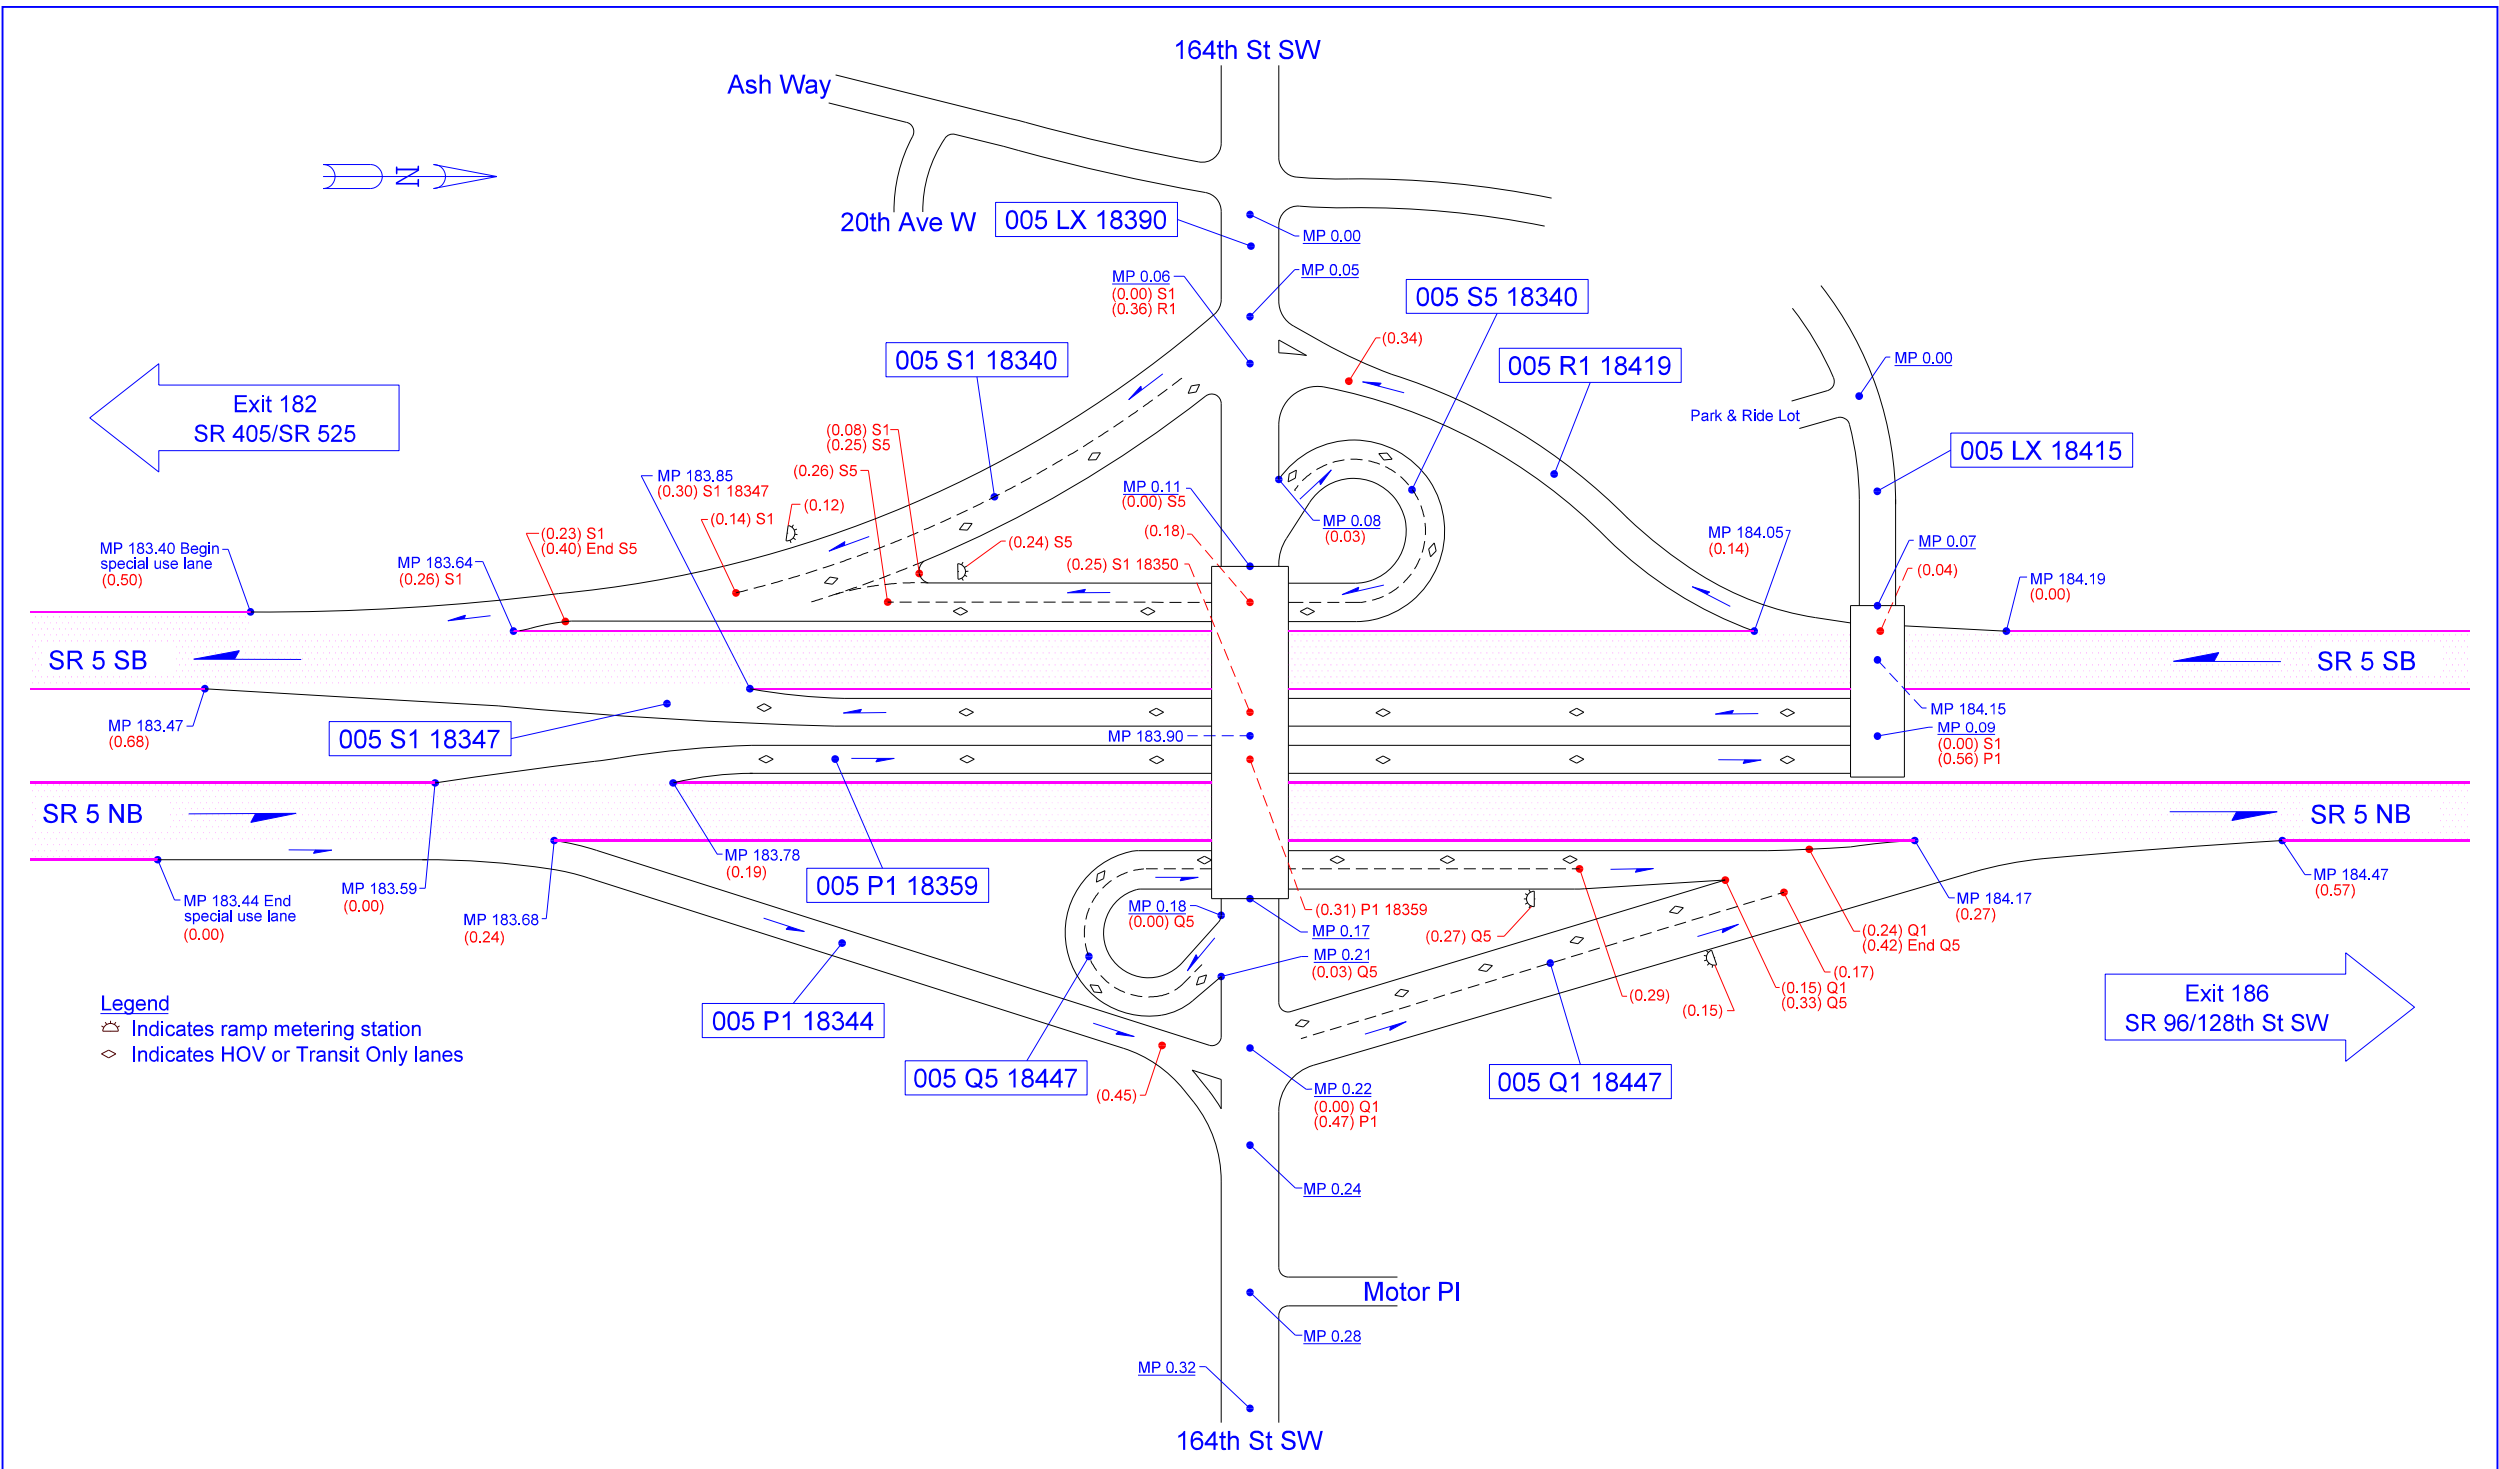 164th St SW
Ash Way
20th Ave W
005 LX 18390
MP 0.00
MP 0.05
MP 0.06
(0.00) S1
(0.36) R1
N
005 S5 18340
005 S1 18340
(0.34)
005 R1 18419
MP 0.00
Park & Ride Lot
005 LX 18415
Exit 182
SR 405/SR 525
(0.08) S1
(0.25) S5
(0.26) S5
MP 183.85
(0.30) S1 18347
(0.12)
(0.14) S1
MP 0.11
(0.00) S5
MP 0.08
(0.03)
(0.18)
(0.24) S5
(0.25) S1 18350
(0.23) S1
(0.40) End S5
MP 183.40 Begin
special use lane
(0.50)
MP 183.64
(0.26) S1
MP 184.05
(0.14)
MP 0.07
(0.04)
MP 184.19
(0.00)
SR 5 SB
SR 5 SB
MP 183.47
(0.68)
005 S1 18347
MP 183.90
MP 184.15
MP 0.09
(0.00) S1
(0.56) P1
SR 5 NB
SR 5 NB
MP 183.44 End
special use lane
(0.00)
MP 183.59
(0.00)
MP 183.68
(0.24)
MP 183.78
(0.19)
005 P1 18359
MP 0.18
(0.00) Q5
(0.31) P1 18359
MP 0.17
MP 0.21
(0.03) Q5
(0.27) Q5
(0.29)
(0.15)
(0.17)
(0.15) Q1
(0.33) Q5
(0.24) Q1
(0.42) End Q5
MP 184.17
(0.27)
MP 184.47
(0.57)
Legend
Indicates ramp metering station
Indicates HOV or Transit Only lanes
005 P1 18344
005 Q5 18447
(0.45)
MP 0.22
(0.00) Q1
(0.47) P1
005 Q1 18447
Exit 186
SR 96/128th St SW
MP 0.24
Motor Pl
MP 0.28
MP 0.32
164th St SW